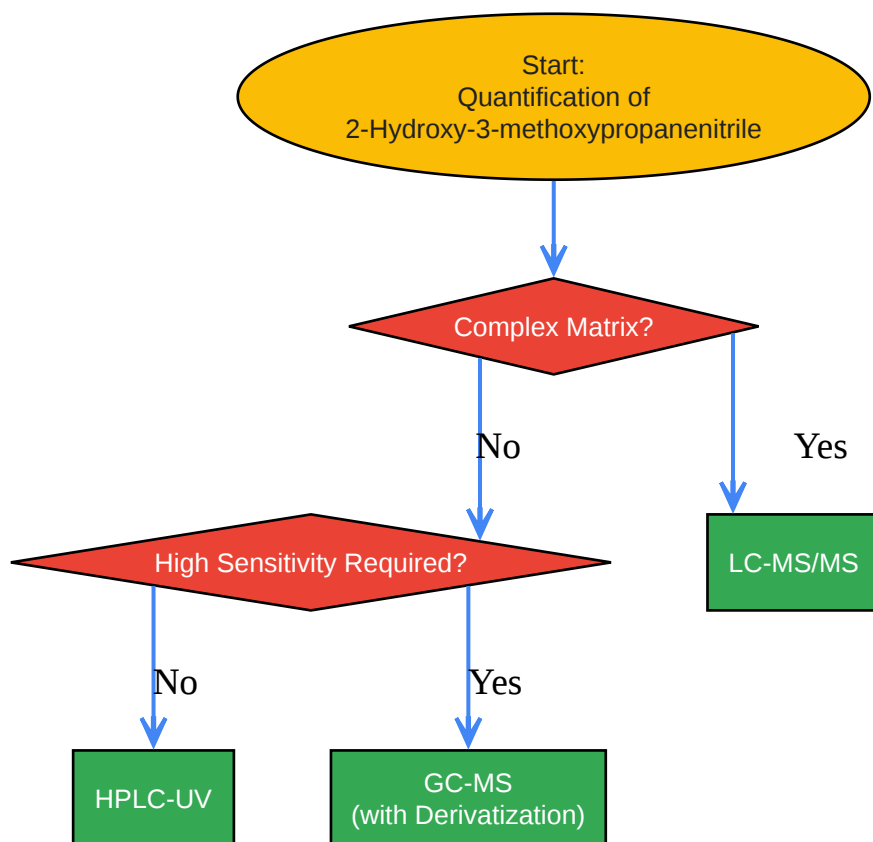 Start:
Quantification of
2-Hydroxy-3-methoxypropanenitrile
Complex Matrix?
No
Yes
High Sensitivity Required?
LC-MS/MS
No
Yes
HPLC-UV
GC-MS
(with Derivatization)